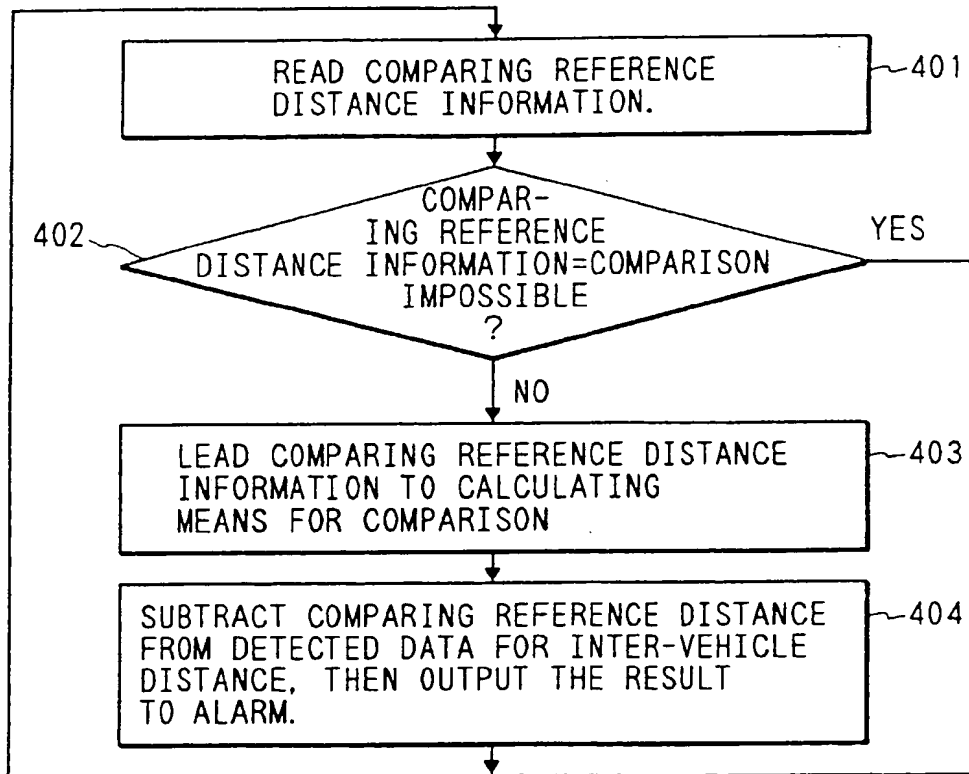 READ COMPARING REFERENCE
DISTANCE INFORMATION.
401
COMPAR-
ING REFERENCE
DISTANCE INFORMATION=COMPARISON
IMPOSSIBLE
?
402
YES
NO
LEAD COMPARING REFERENCE DISTANCE
INFORMATION TO CALCULATING
MEANS FOR COMPARISON
403
SUBTRACT COMPARING REFERENCE DISTANCE
FROM DETECTED DATA FOR INTER-VEHICLE
DISTANCE, THEN OUTPUT THE RESULT
TO ALARM.
404